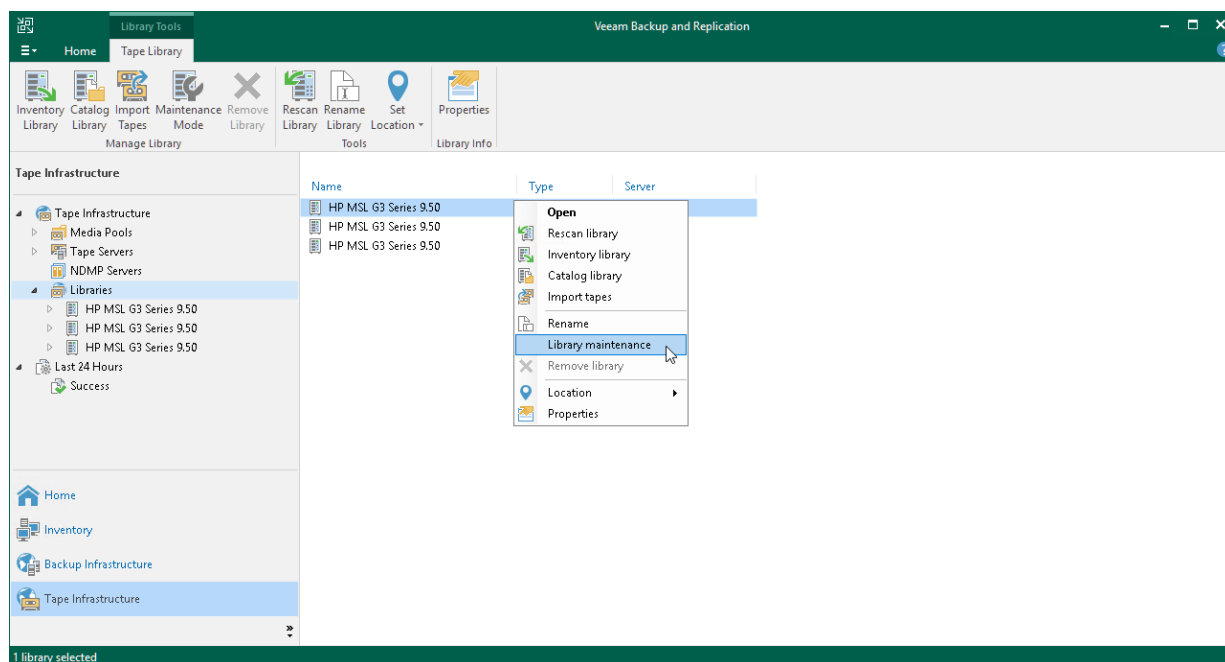 Library Tools
Veeam Backup and Replication
Home
Tape Library
Inventory Library
Catalog Library
Import Tapes
Maintenance Mode
Remove Library
Rescan Library
Rename Library
Set Location
Properties
Manage Library
Tools
Library Info
Tape Infrastructure
Tape Infrastructure
Media Pools
Tape Servers
NDMP Servers
Libraries
HP MSL G3 Series 9.50
HP MSL G3 Series 9.50
HP MSL G3 Series 9.50
Last 24 Hours
Success
Home
Inventory
Backup Infrastructure
Tape Infrastructure
Name Type Server
HP MSL G3 Series 9.50
HP MSL G3 Series 9.50
HP MSL G3 Series 9.50
Open
Rescan library
Inventory library
Catalog library
Import tapes
Rename
Library maintenance
Remove library
Location
Properties
1 library selected